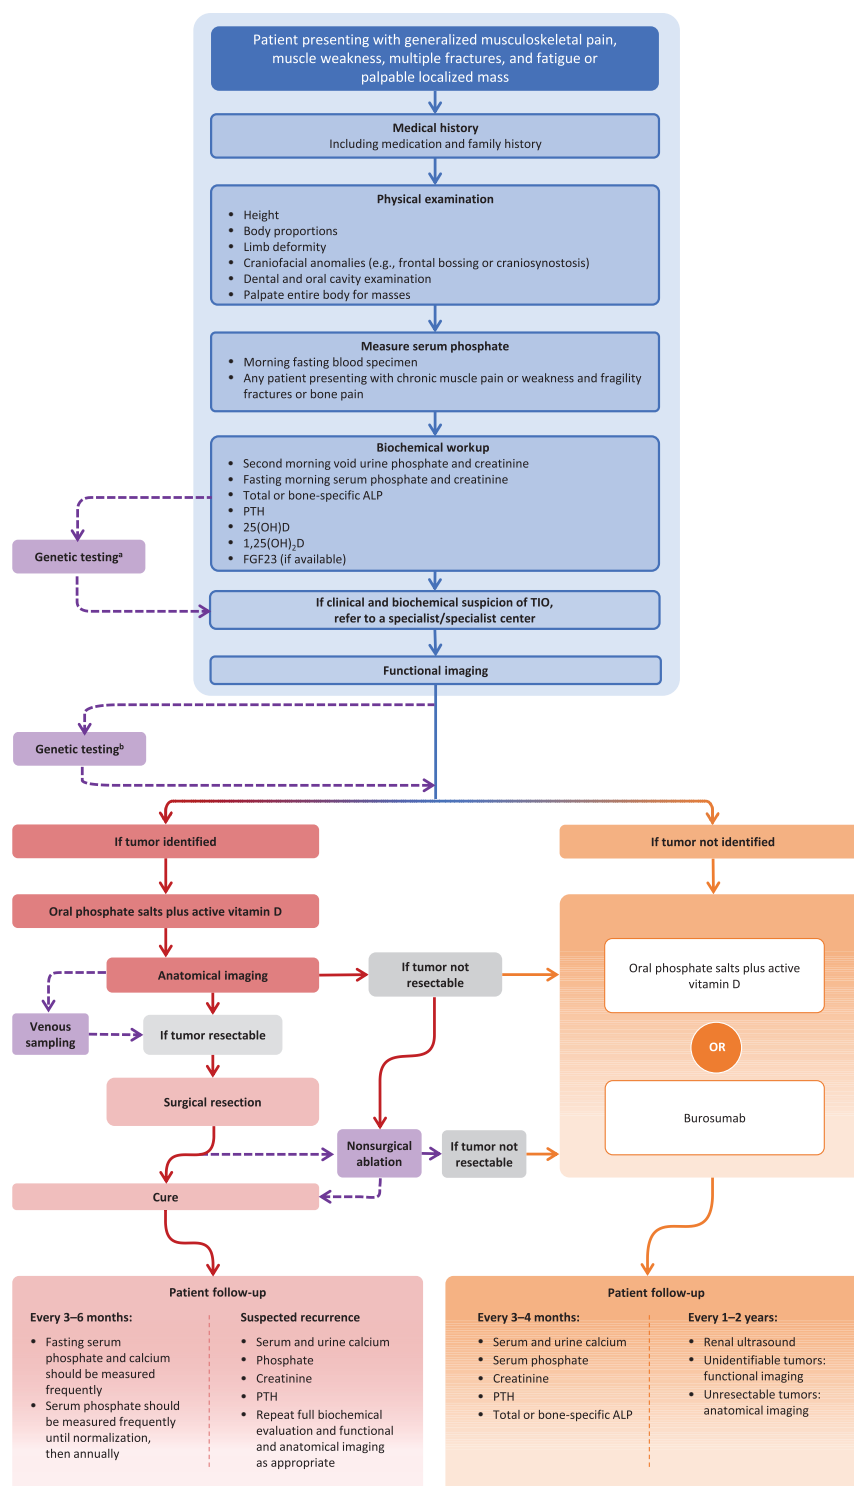 Patient presenting with generalized musculoskeletal pain,
muscle weakness, multiple fractures, and fatigue or
palpable localized mass
Medical history
Including medication and family history
Physical examination
• Height
• Body proportions
• Limb deformity
• Craniofacial anomalies (e.g., frontal bossing or craniosynostosis)
• Dental and oral cavity examination
• Palpate entire body for masses
Measure serum phosphate
• Morning fasting blood specimen
• Any patient presenting with chronic muscle pain or weakness and fragility
fractures or bone pain
Biochemical workup
• Second morning void urine phosphate and creatinine
• Fasting morning serum phosphate and creatinine
• Total or bone-specific ALP
• PTH
• 25(OH)D
• 1,25(OH)₂D
• FGF23 (if available)
Genetic testingᵃ
If clinical and biochemical suspicion of TIO,
refer to a specialist/specialist center
Functional imaging
Genetic testingᵇ
If tumor identified
If tumor not identified
Oral phosphate salts plus active vitamin D
Anatomical imaging
If tumor not
resectable
Oral phosphate salts plus active
vitamin D
Venous
sampling
If tumor resectable
OR
Surgical resection
Burosumab
Nonsurgical
ablation
If tumor not
resectable
Cure
Patient follow-up
Every 3–6 months:
• Fasting serum
phosphate and calcium
should be measured
frequently
• Serum phosphate should
be measured frequently
until normalization,
then annually
Suspected recurrence
• Serum and urine calcium
• Phosphate
• Creatinine
• PTH
• Repeat full biochemical
evaluation and functional
and anatomical imaging
as appropriate
Patient follow-up
Every 3–4 months:
• Serum and urine calcium
• Serum phosphate
• Creatinine
• PTH
• Total or bone-specific ALP
Every 1–2 years:
• Renal ultrasound
• Unidentifiable tumors:
functional imaging
• Unresectable tumors:
anatomical imaging